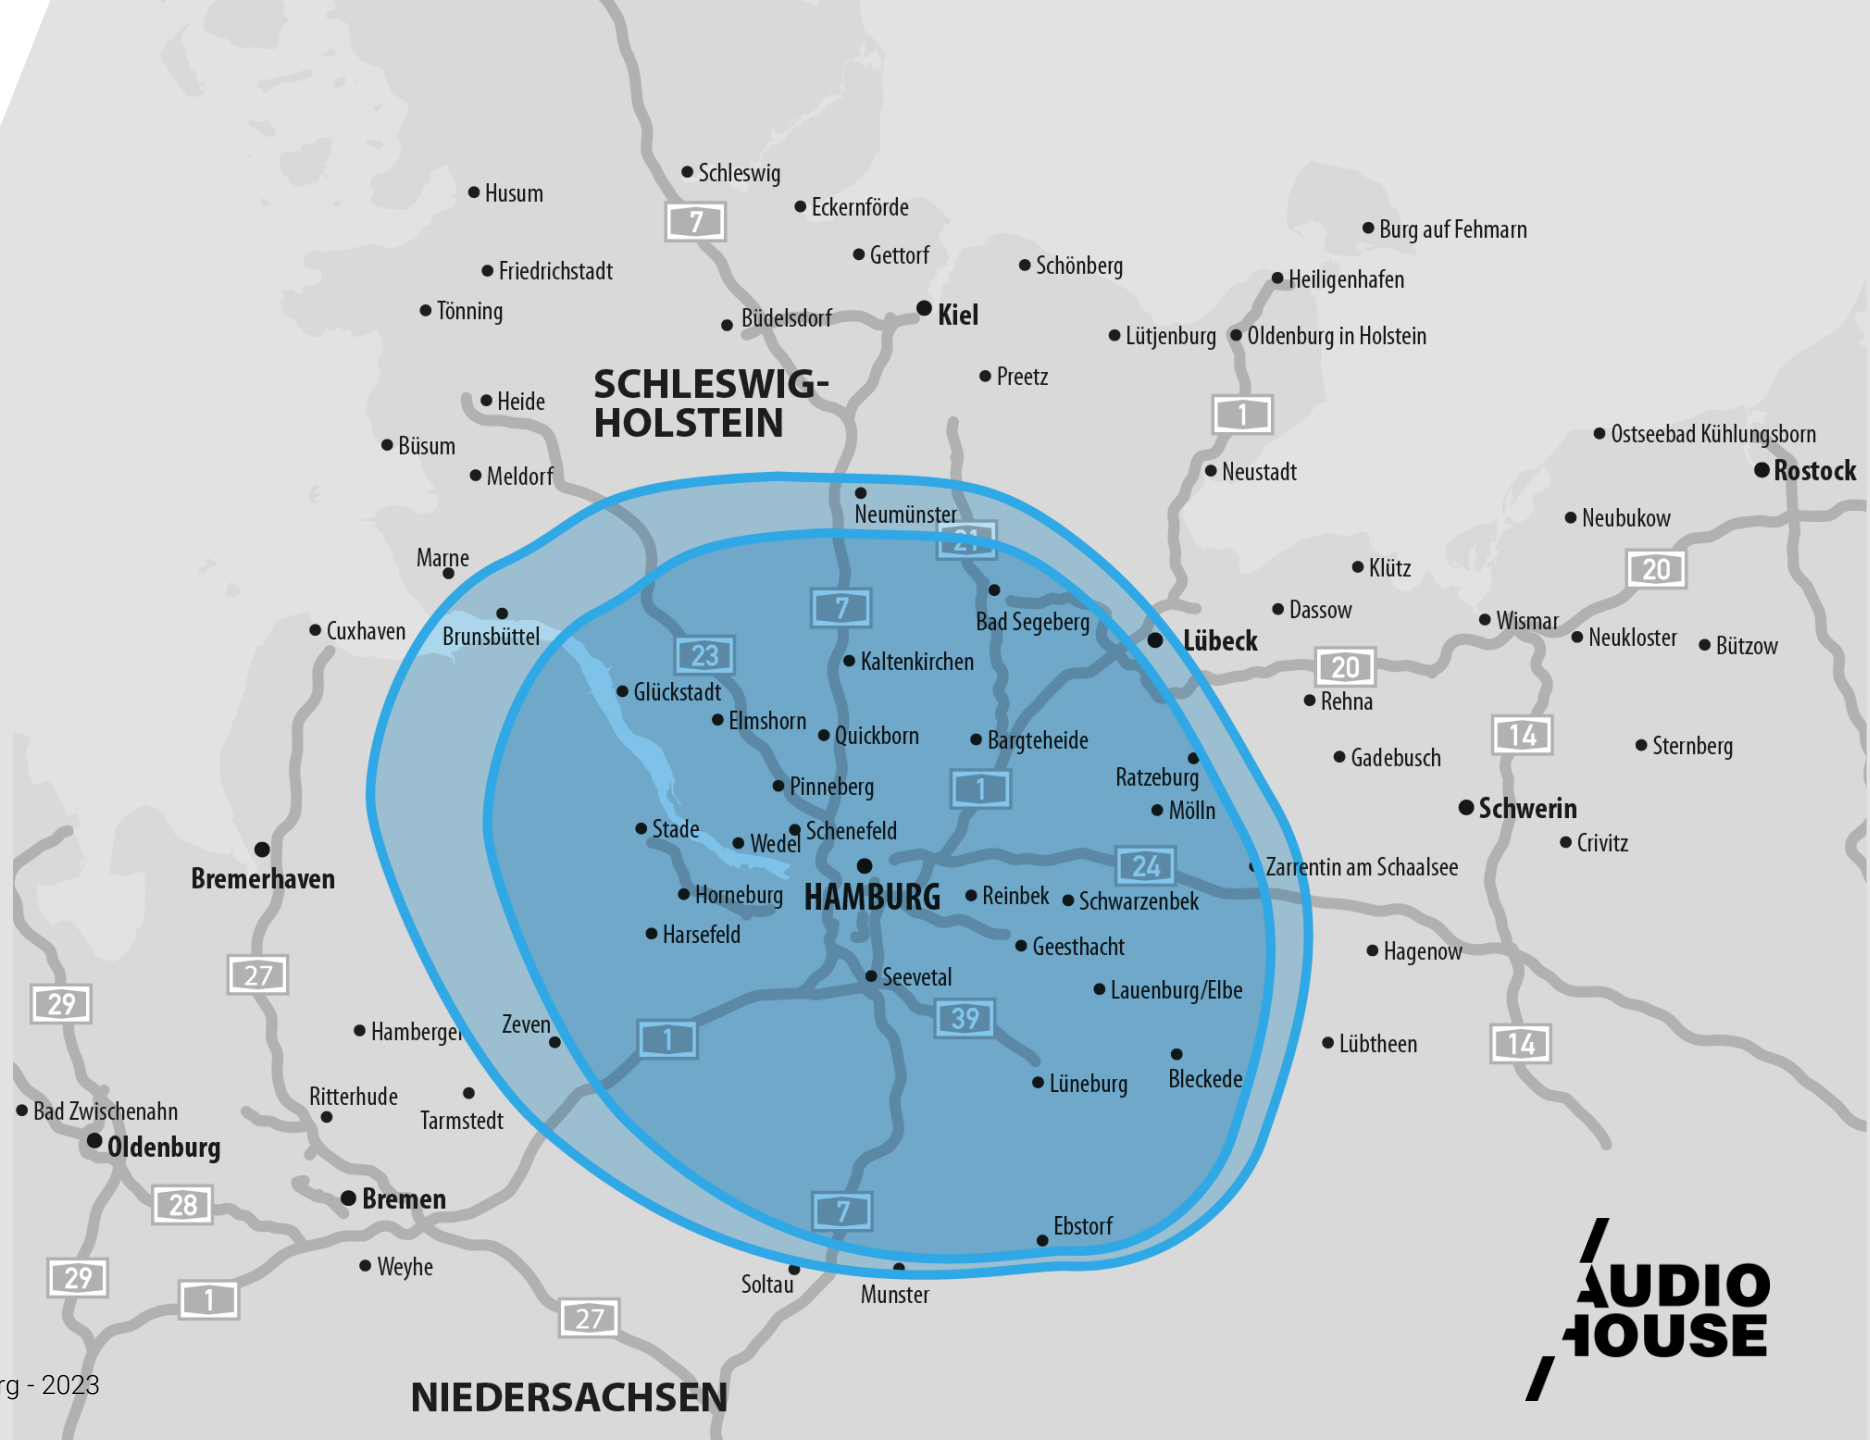 Schleswig
Husum
Eckernförde
7
Burg auf Fehmarn
Gettorf
Schönberg
Friedrichstadt
Heiligenhafen
Tönning
Büdelsdorf
Kiel
Lütjenburg
Oldenburg in Holstein
Preetz
SCHLESWIG-
HOLSTEIN
Heide
1
Ostseebad Kühlungsborn
Büsum
Meldorf
Neustadt
Rostock
Neumünster
Neubukow
21
Marne
Klütz
20
7
Dassow
Bad Segeberg
Wismar
Cuxhaven
Brunsbüttel
Lübeck
Neukloster
Bützow
23
Kaltenkirchen
20
Glückstadt
Rehna
Elmshorn
Quickborn
Bargteheide
14
Sternberg
Gadebusch
Ratzeburg
Pinneberg
1
Mölln
Schwerin
Stade
Schenefeld
Wedel
Crivitz
24
Zarrentin am Schaalsee
Bremerhaven
Horneburg
HAMBURG
Reinbek
Schwarzenbek
Harsefeld
Geesthacht
Hagenow
27
Seevetal
Lauenburg/Elbe
29
39
Zeven
Hamberger
1
Lübtheen
14
Lüneburg
Bleckede
Ritterhude
Bad Zwischenahn
Tarmstedt
Oldenburg
Bremen
28
7
Ebstorf
Weyhe
29
Soltau
Munster
1
27
AUDIO
HOUSE
rg - 2023
NIEDERSACHSEN